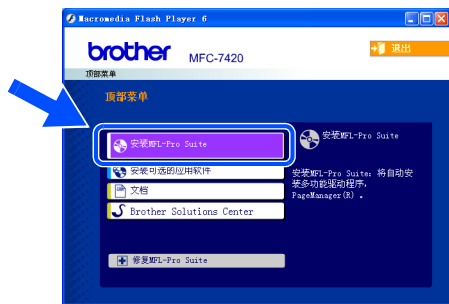 Macromedia Flash Player 6
brother
MFC-7420
退出
顶部菜单
顶部菜单
安装MFL-Pro Suite
安装可选的应用软件
文档
Brother Solutions Center
修复MFL-Pro Suite
安装MFL-Pro Suite
安装MFL-Pro Suite: 将自动安
装多功能驱动程序,
PageManager(R) .